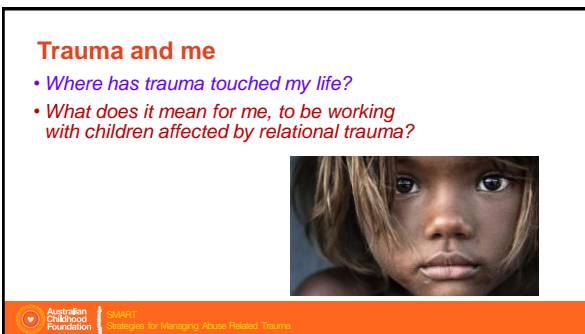 Trauma and me
• Where has trauma touched my life?
• What does it mean for me, to be working
with children affected by relational trauma?
Australian
Childhood
Foundation
SMART
Strategies for Managing Abuse Related Trauma